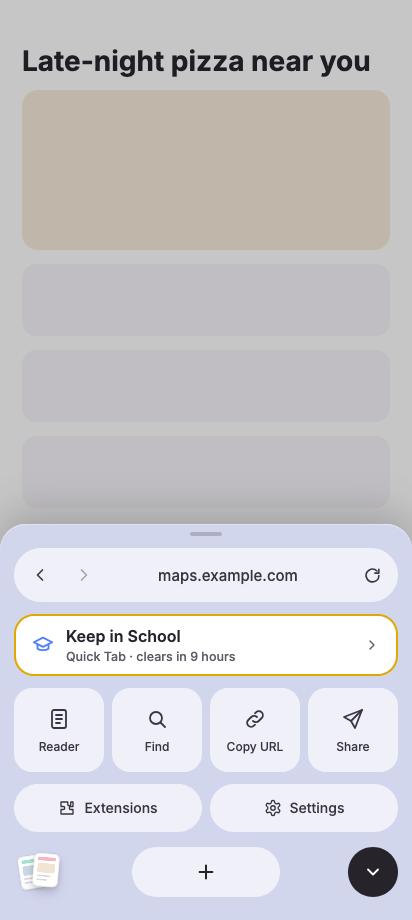 Late-night pizza near you
maps.example.com
Keep in School
Quick Tab · clears in 9 hours
Reader
Find
Copy URL
Share
Extensions
Settings